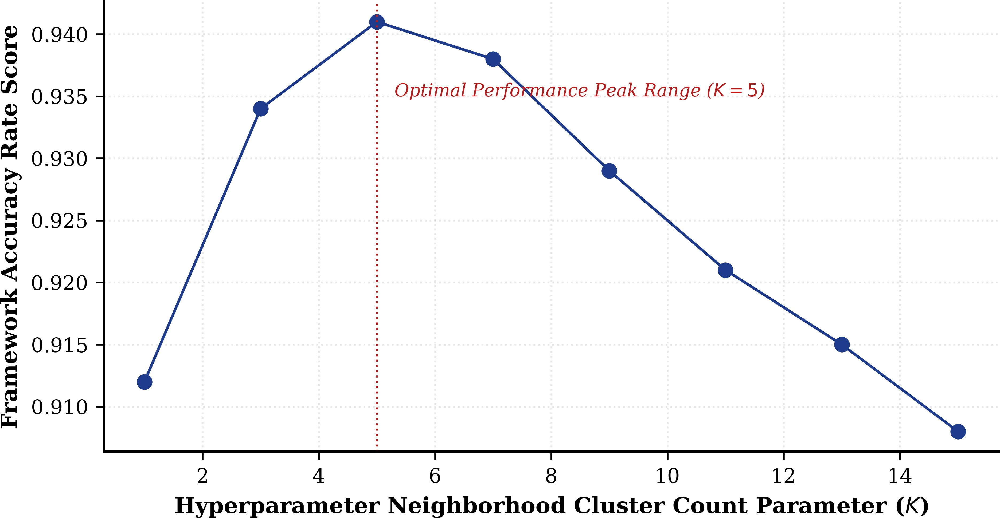 Framework Accuracy Rate Score
0.940
0.935
0.930
0.925
0.920
0.915
0.910
Optimal Performance Peak Range (K = 5)
2 4 6 8 10 12 14
Hyperparameter Neighborhood Cluster Count Parameter (K)